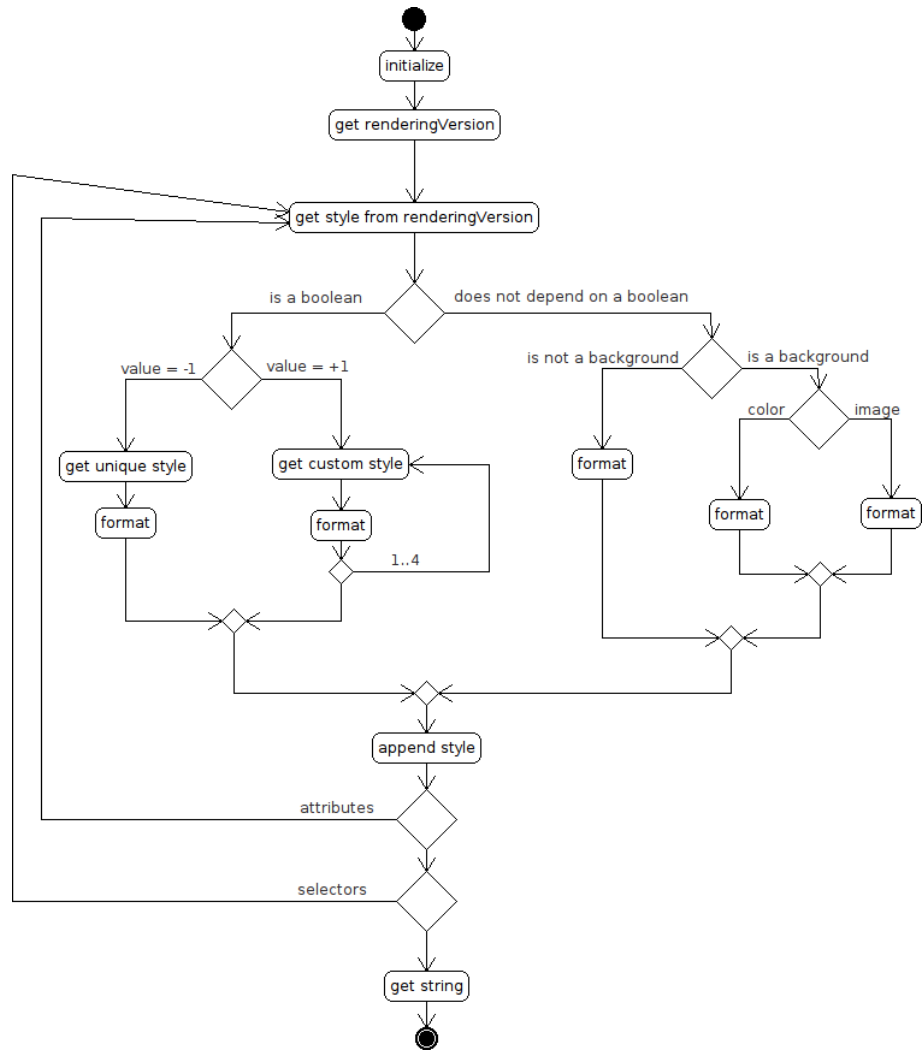 initialize
get renderingVersion
get style from renderingVersion
is a boolean
does not depend on a boolean
value = -1
value = +1
is not a background
is a background
color
image
get unique style
get custom style
format
format
format
format
format
1..4
append style
attributes
selectors
get string